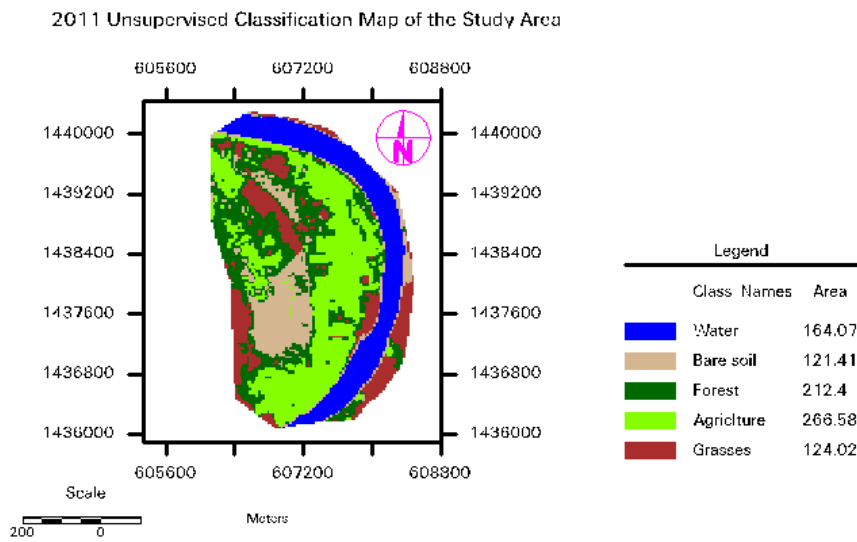 2011 Unsupervised Classification Map of the Study Area
605600 607200 608800
1440000 1440000
N
1439200 1439200
1438400 1438400
1437600 1437600
1436800 1436800
1436000 1436000
605600 607200 608800
Legend
Class Names Area
Water 164.07
Bare soil 121.41
Forest 212.4
Agriclture 266.58
Grasses 124.02
Scale
Meters
200 0